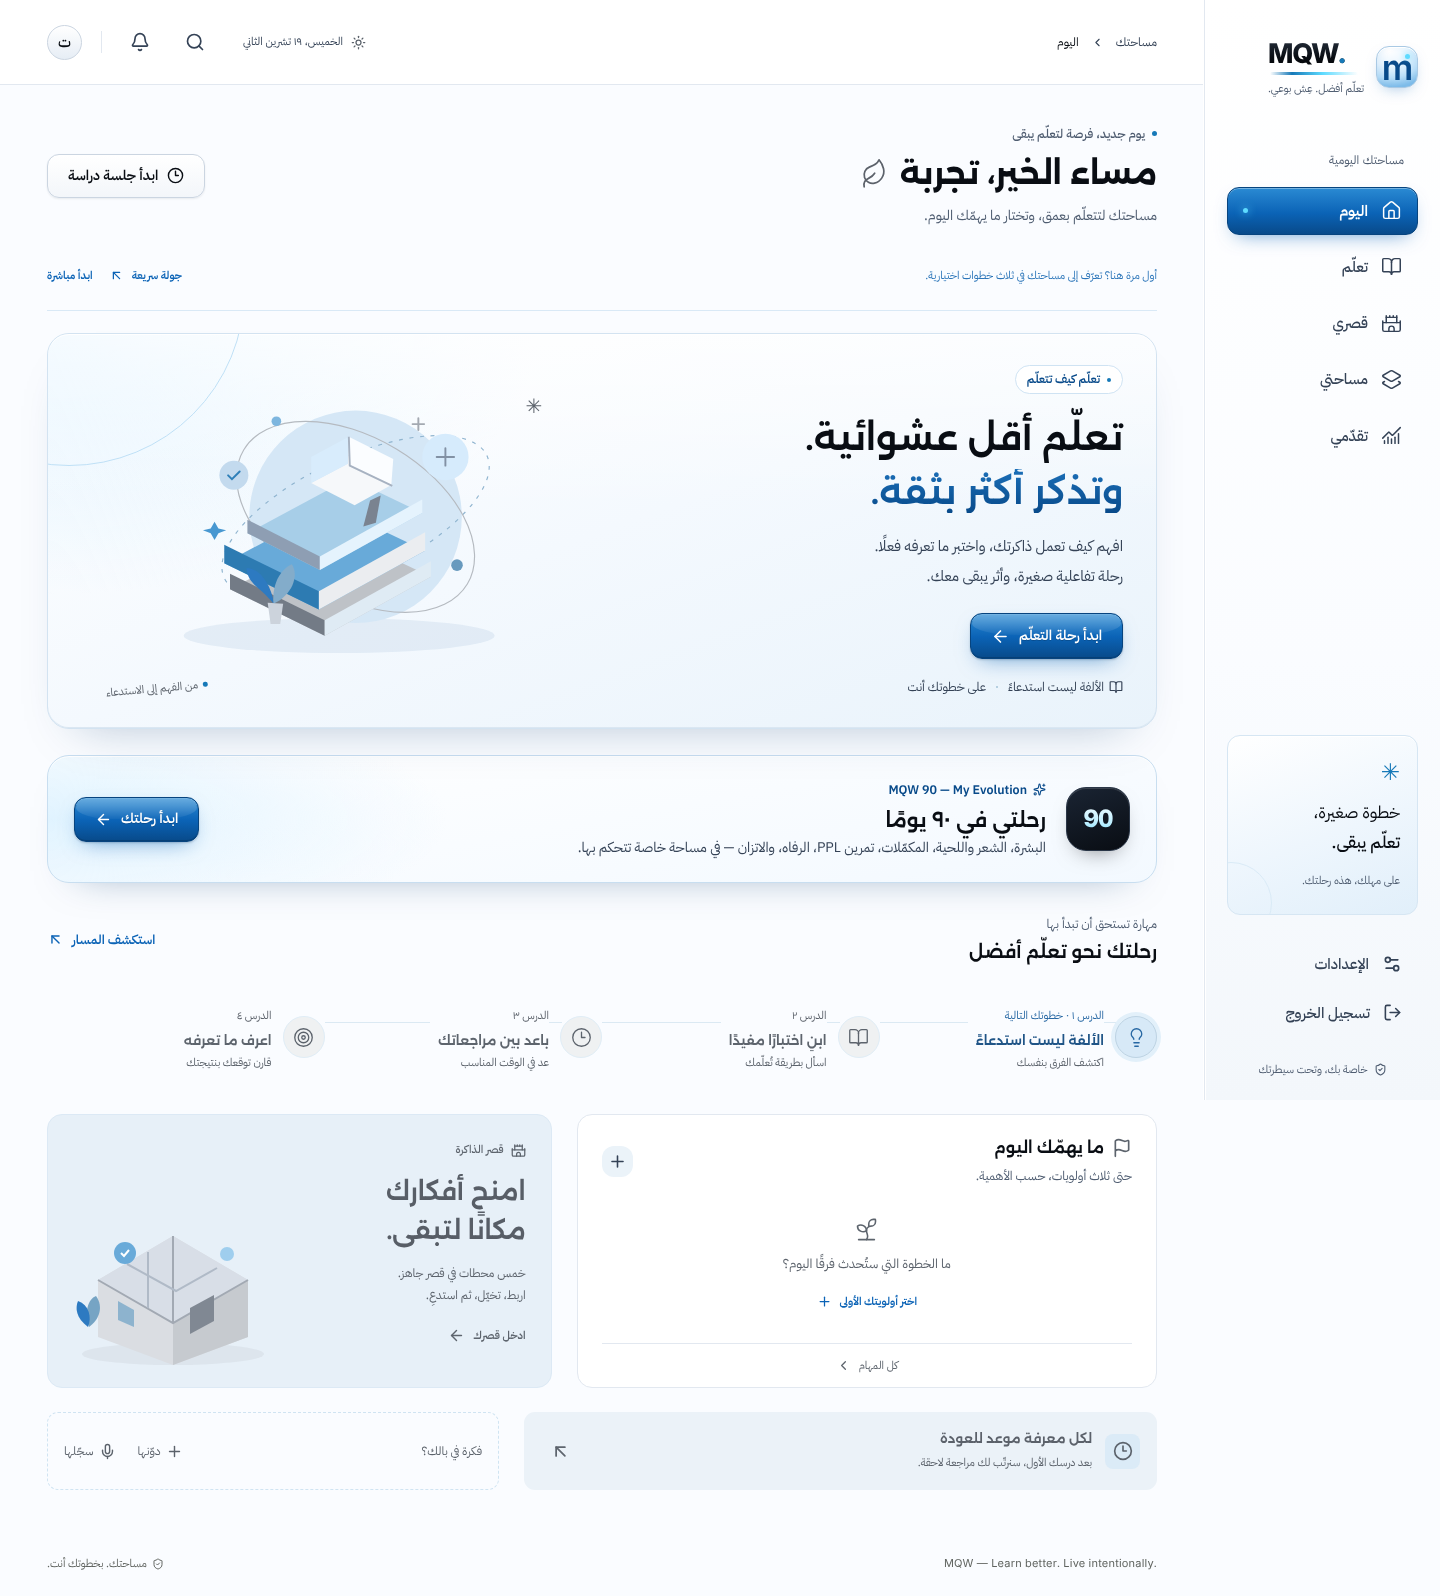 m
MQW.
تعلّم أفضل. عِش بوعي.
مساحتك اليومية
اليوم
تعلّم
قصري
مساحتي
تقدّمي
خطوة صغيرة،
تعلّم يبقى.
على مهلك، هذه رحلتك.
الإعدادات
تسجيل الخروج
خاصة بك، وتحت سيطرتك
مساحتك
اليوم
الخميس، ١٩ تشرين الثاني
ت
يوم جديد، فرصة لتعلّم يبقى
مساء الخير، تجربة
مساحتك لتتعلّم بعمق، وتختار ما يهمّك اليوم.
ابدأ جلسة دراسة
أول مرة هنا؟ تعرّف إلى مساحتك في ثلاث خطوات اختيارية.
جولة سريعة
ابدأ مباشرة
تعلّم كيف تتعلّم
تعلّم أقل عشوائية.
وتذكر أكثر بثقة.
افهم كيف تعمل ذاكرتك، واختبر ما تعرفه فعلًا.
رحلة تفاعلية صغيرة، وأثر يبقى معك.
ابدأ رحلة التعلّم
الألفة ليست استدعاءً · على خطوتك أنت
من الفهم إلى الاستدعاء
90
MQW 90 — My Evolution
رحلتي في ٩٠ يومًا
البشرة، الشعر واللحية، المكمّلات، تمرين PPL، الرفاه، والاتزان — في مساحة خاصة تتحكم بها.
ابدأ رحلتك
مهارة تستحق أن تبدأ بها
رحلتك نحو تعلّم أفضل
استكشف المسار
الدرس ١ · خطوتك التالية
الألفة ليست استدعاءً
اكتشف الفرق بنفسك
الدرس ٢
ابنِ اختبارًا مفيدًا
اسأل بطريقة تُعلّمك
الدرس ٣
باعد بين مراجعاتك
عد في الوقت المناسب
الدرس ٤
اعرف ما تعرفه
قارن توقعك بنتيجتك
ما يهمّك اليوم
حتى ثلاث أولويات، حسب الأهمية.
ما الخطوة التي ستُحدث فرقًا اليوم؟
اختر أولويتك الأولى
كل المهام
قصر الذاكرة
امنح أفكارك
مكانًا لتبقى.
خمس محطات في قصر جاهز.
اربط، تخيّل، ثم استدعِ.
ادخل قصرك
لكل معرفة موعد للعودة
بعد درسك الأول، سنرتّب لك مراجعة لاحقة.
فكرة في بالك؟
دوّنها
سجّلها
MQW — Learn better. Live intentionally.
مساحتك. بخطوتك أنت.